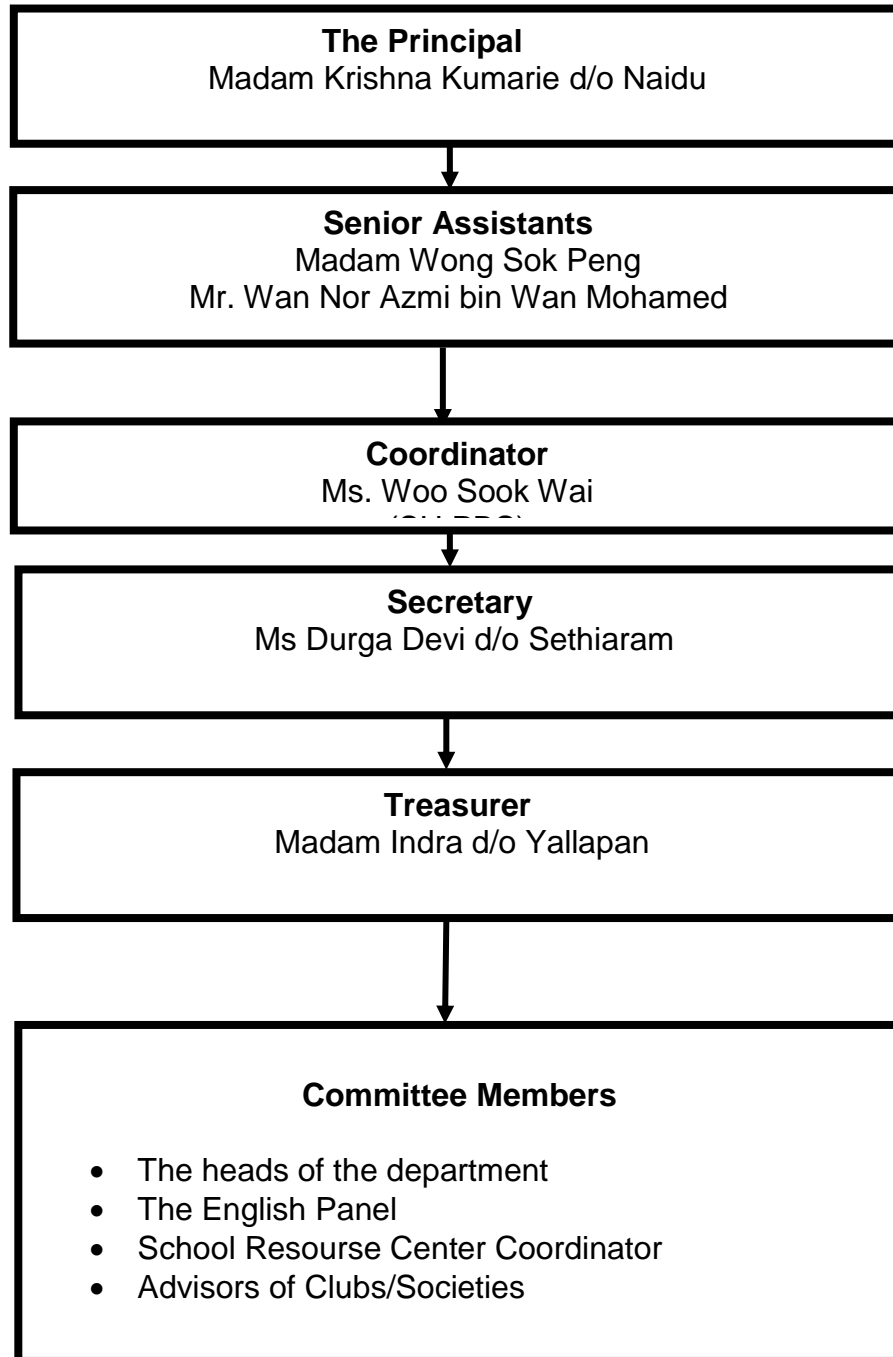 The Principal
Madam Krishna Kumarie d/o Naidu
Senior Assistants
Madam Wong Sok Peng
Mr. Wan Nor Azmi bin Wan Mohamed
Coordinator
Ms. Woo Sook Wai
Secretary
Ms Durga Devi d/o Sethiaram
Treasurer
Madam Indra d/o Yallapan
Committee Members
• The heads of the department
• The English Panel
• School Resourse Center Coordinator
• Advisors of Clubs/Societies